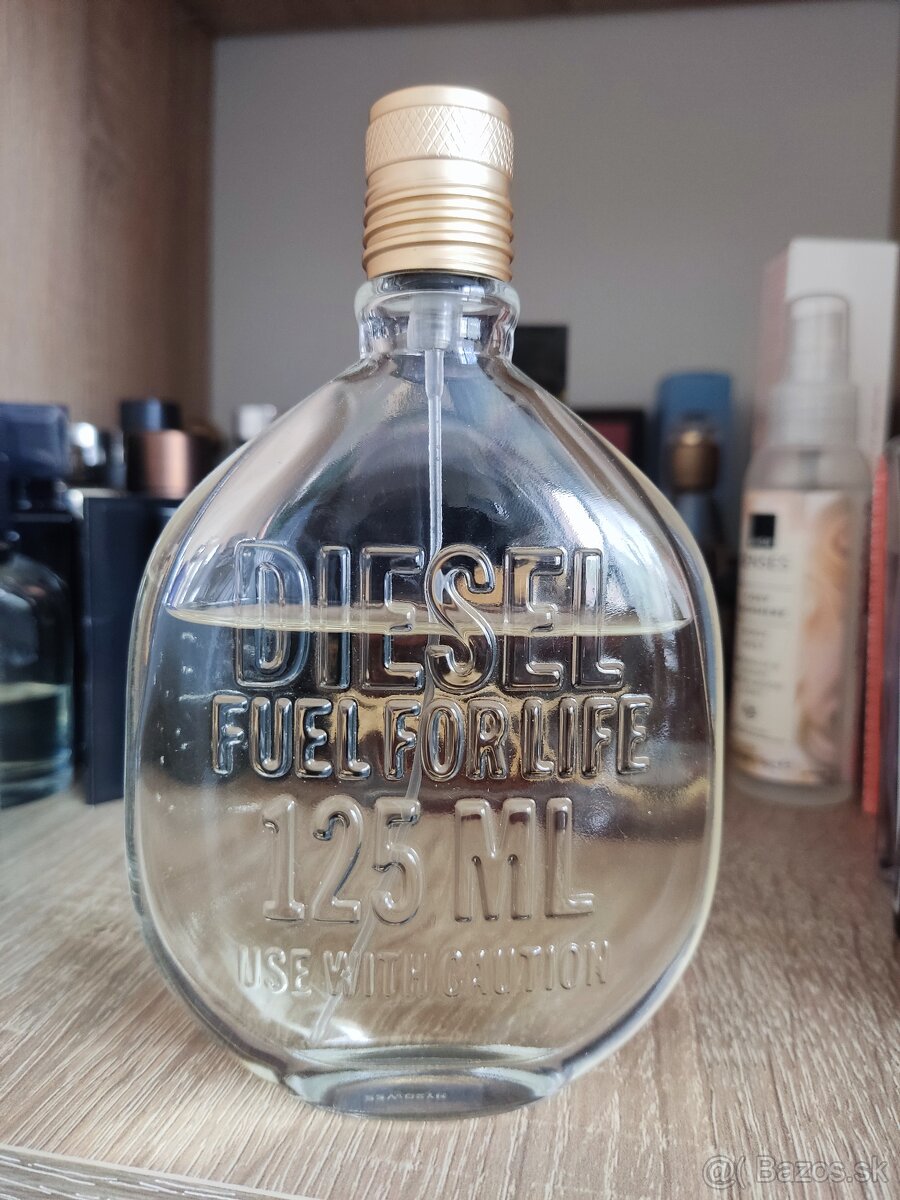 DIESEL
FUEL FOR LIFE
125 ML
USE WITH CAUTION
@( Bazos.sk